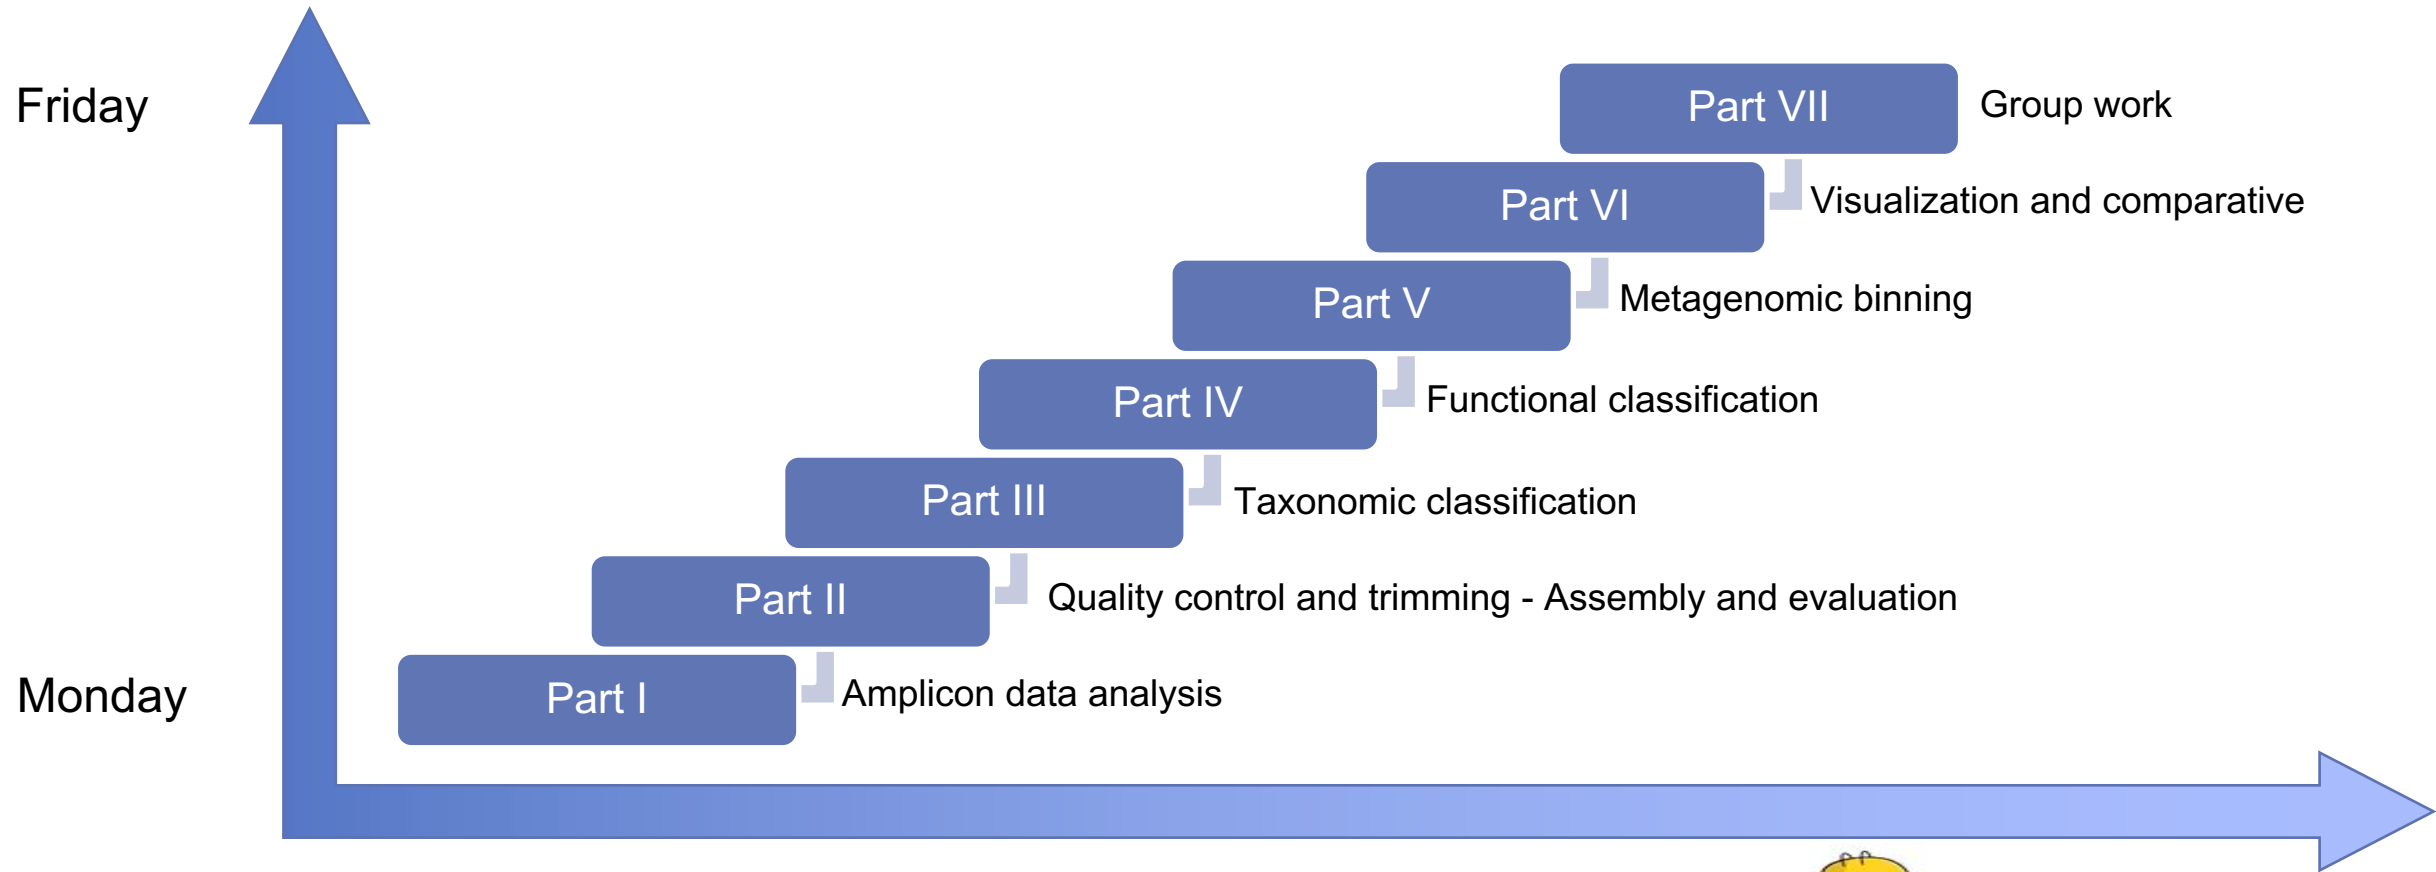 Friday
Part VII
Group work
Part VI
Visualization and comparative
Part V
Metagenomic binning
Part IV
Functional classification
Part III
Taxonomic classification
Part II
Quality control and trimming - Assembly and evaluation
Monday
Part I
Amplicon data analysis